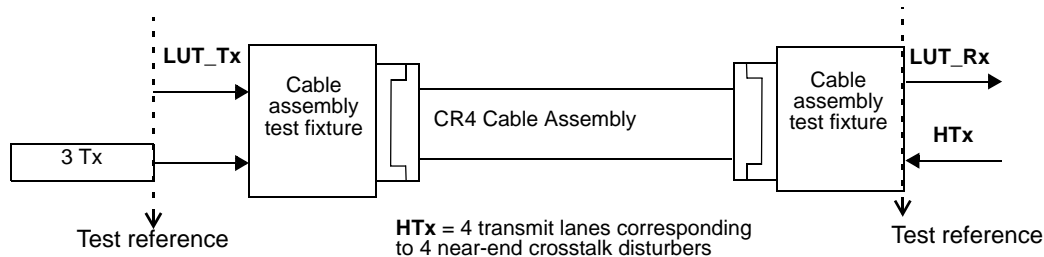 LUT_Tx
Cable
assembly
test fixture
3 Tx
Test reference
CR4 Cable Assembly
HTx = 4 transmit lanes corresponding
to 4 near-end crosstalk disturbers
Cable
assembly
test fixture
LUT_Rx
HTx
Test reference